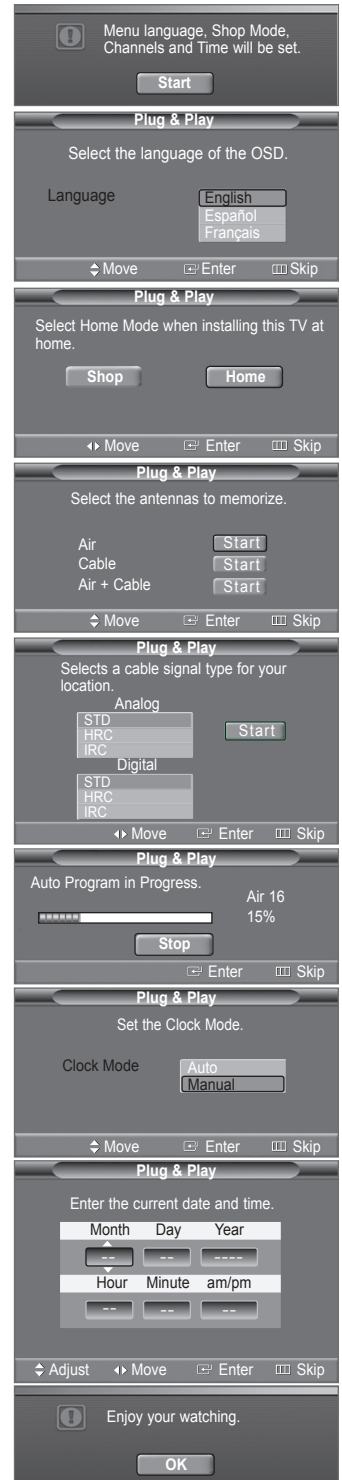 Menu language, Shop Mode,
Channels and Time will be set.
Start
Plug & Play
Select the language of the OSD.
Language
English
Español
Français
Move Enter Skip
Plug & Play
Select Home Mode when installing this TV at
home.
Shop Home
Move Enter Skip
Plug & Play
Select the antennas to memorize.
Air Start
Cable Start
Air + Cable Start
Move Enter Skip
Plug & Play
Selects a cable signal type for your
location.
Analog
STD
HRC
IRC
Start
Digital
STD
HRC
IRC
Move Enter Skip
Plug & Play
Auto Program in Progress.
Air 16
15%
Stop
Enter Skip
Plug & Play
Set the Clock Mode.
Clock Mode
Auto
Manual
Move Enter Skip
Plug & Play
Enter the current date and time.
Month Day Year
-- -- ----
Hour Minute am/pm
-- -- --
Adjust Move Enter Skip
Enjoy your watching.
OK